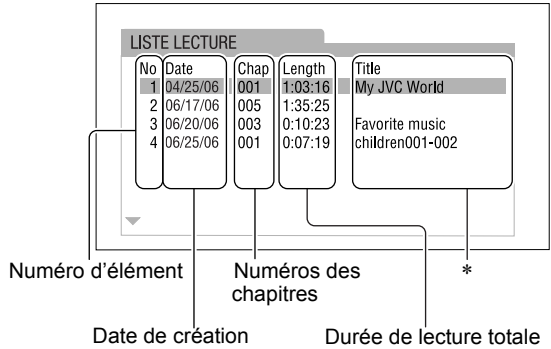 LISTE LECTURE
No Date Chap Length Title
1 04/25/06 001 1:03:16 My JVC World
2 06/17/06 005 1:35:25
3 06/20/06 003 0:10:23 Favorite music
4 06/25/06 001 0:07:19 children001-002
Numéro d'élément
Numéros des
chapitres
*
Date de création
Durée de lecture totale